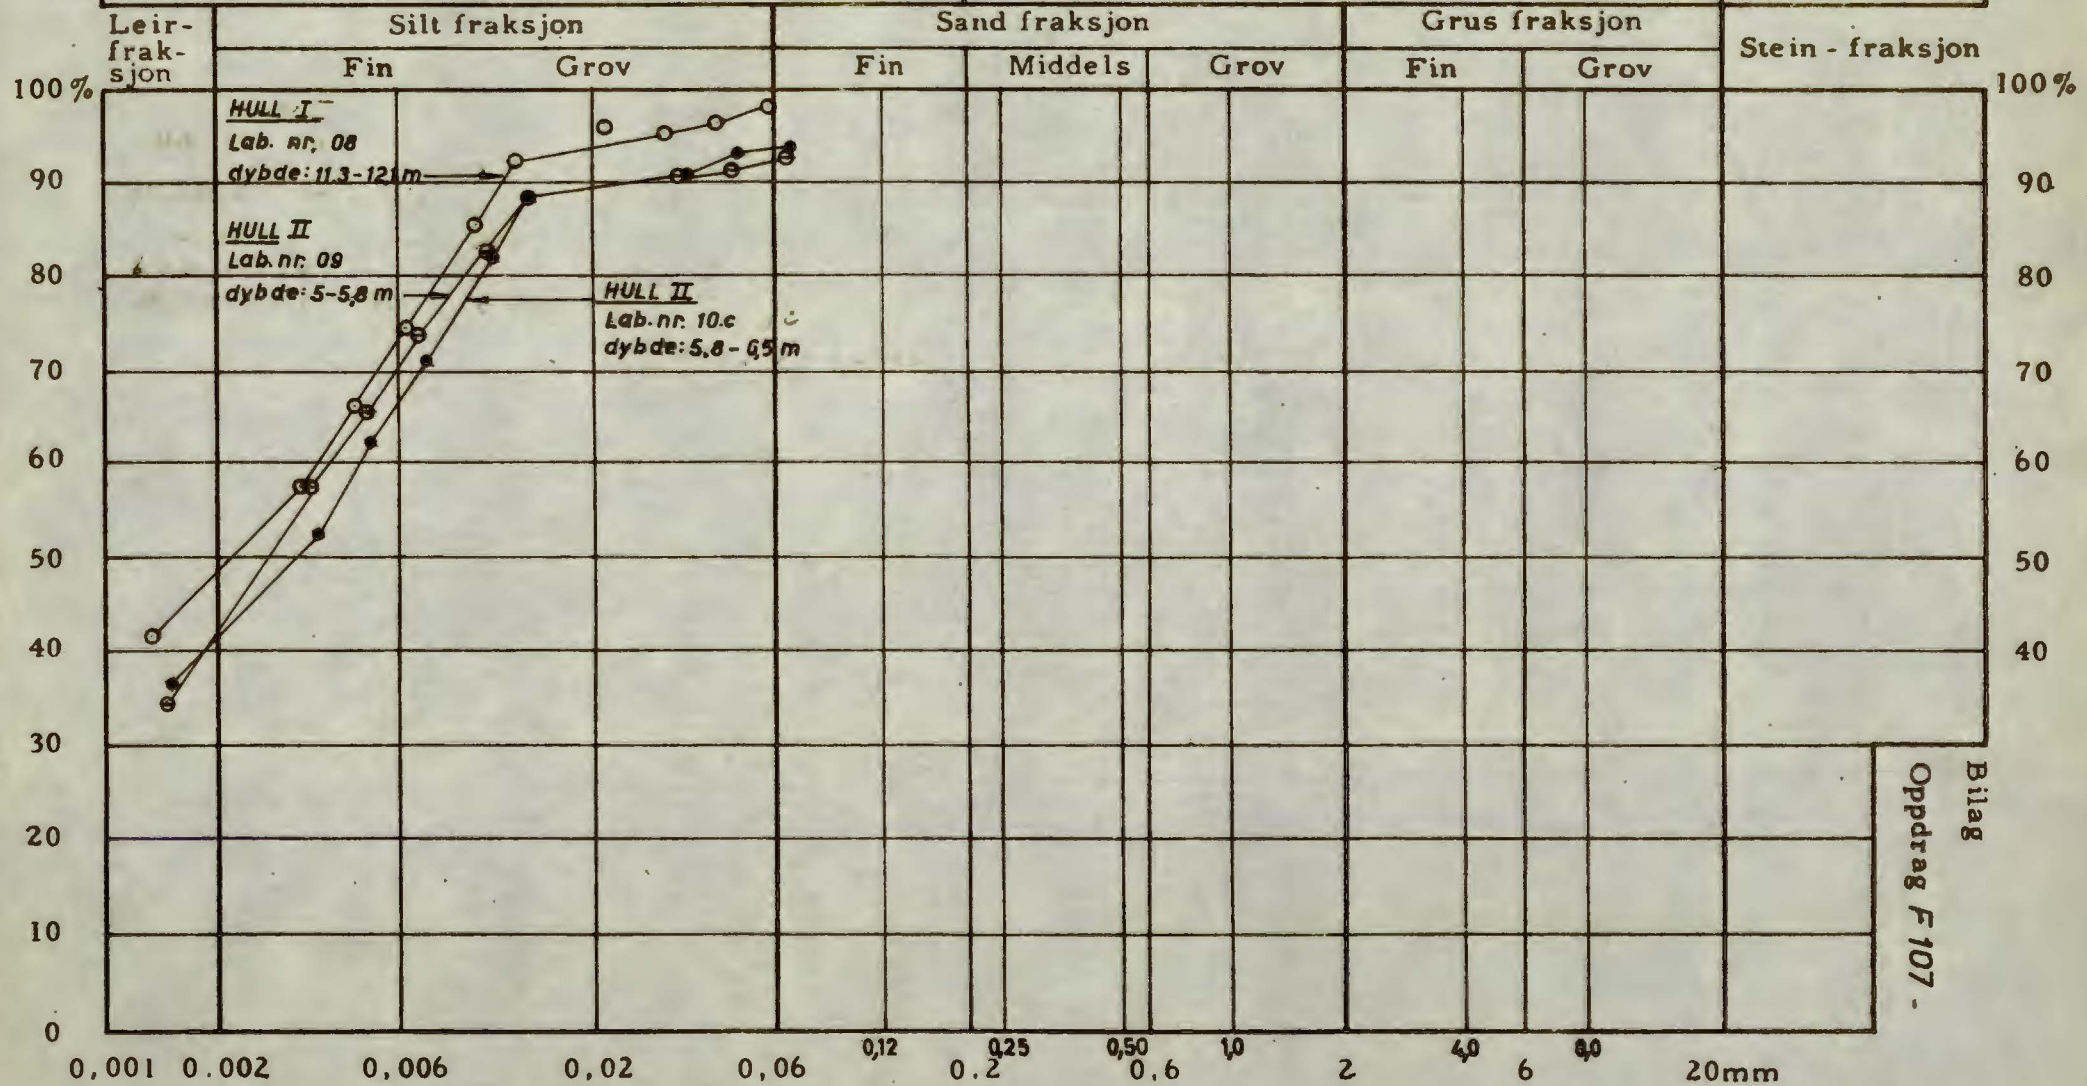 Leir-
frak-
sjon
Silt fraksjon
Sand fraksjon
Grus fraksjon
Stein - fraksjon
Fin Grov
Fin Middels Grov
Fin Grov
100% 100%
HULL I
Lab. nr. 08
dybde: 11.3-12.1 m
90 90
HULL II
Lab. nr. 09
dybde: 5-5,8 m
80 80
HULL II
Lab. nr. 10.c
dybde: 5,8 - 6,5 m
70 70
60 60
50 50
40 40
30
20
10
0
Bilag
Oppdrag F 107 -
0,12 0,25 0,50 1,0 4,0 8,0
0,001 0.002 0,006 0,02 0,06 0.2 0.6 2 6 20mm